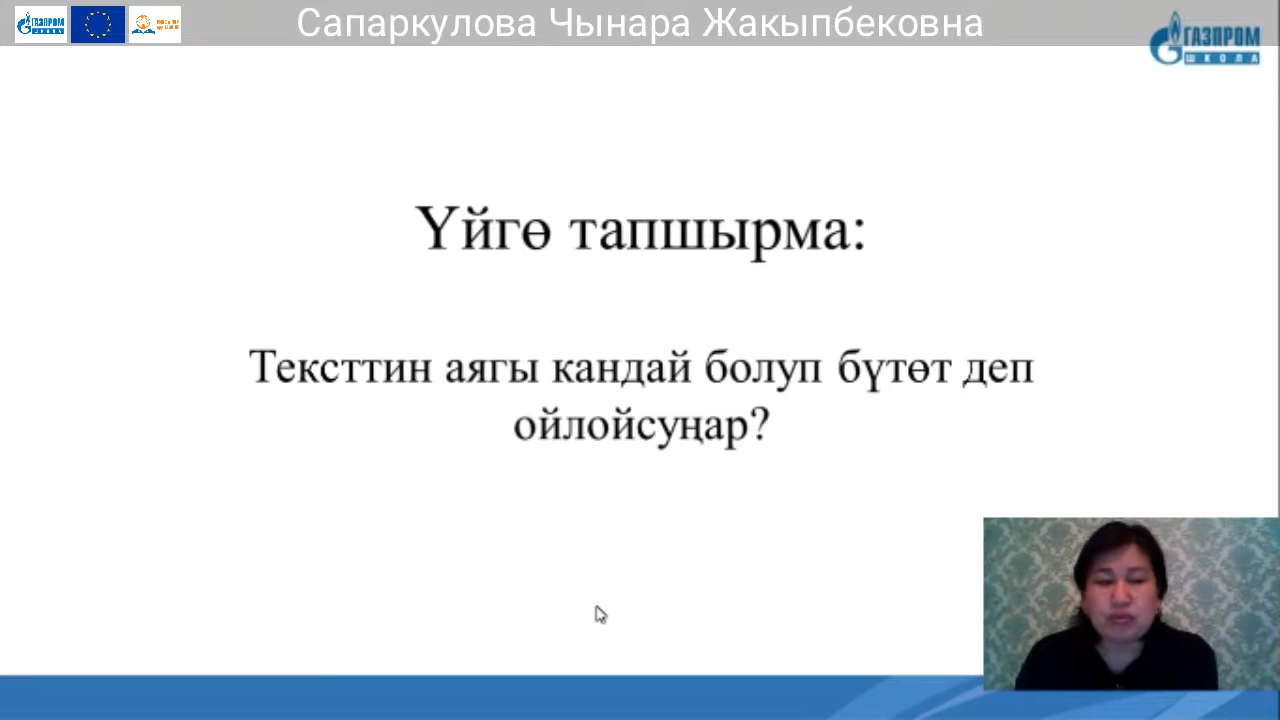 Сапаркулова Чынара Жакыпбековна
ГАЗПРОМ
ШКОЛА
Үйгө тапшырма:
Тексттин аягы кандай болуп бүтөт деп
ойлойсуңар?